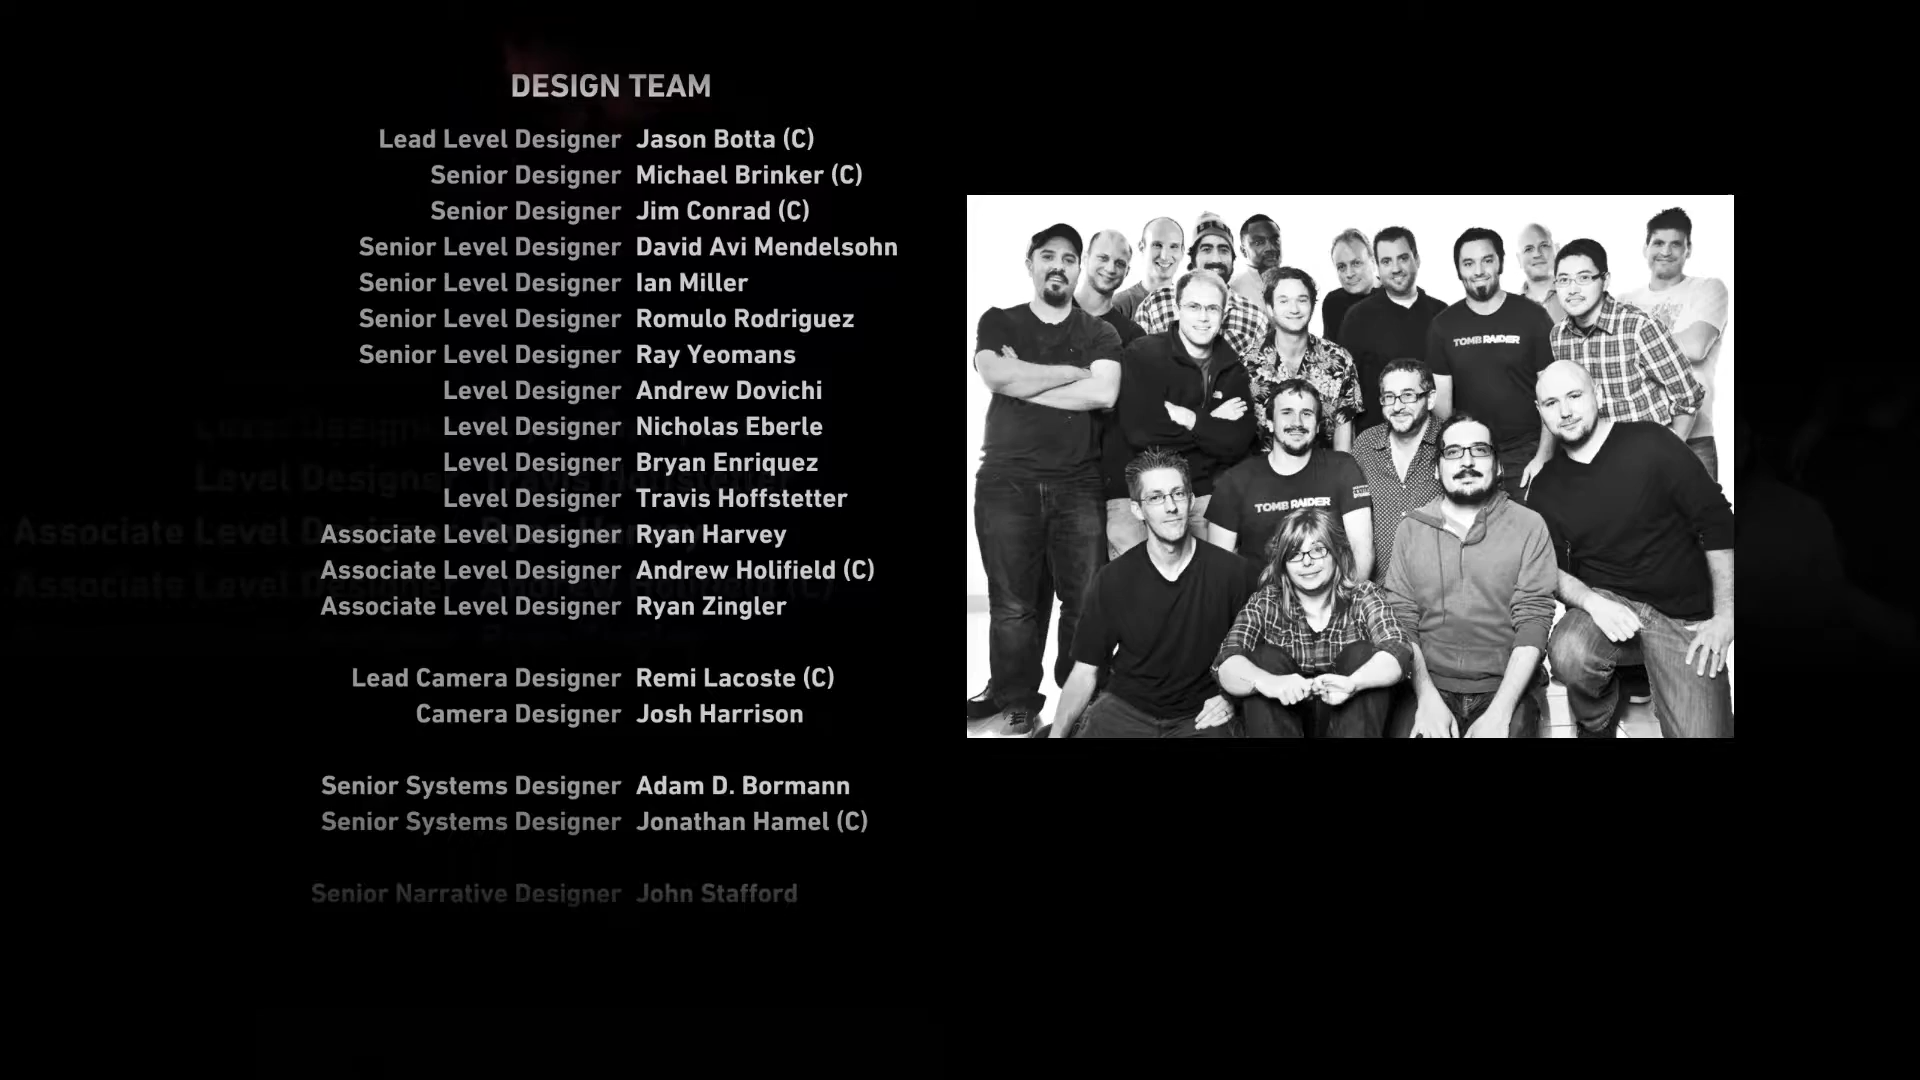 DESIGN TEAM
Lead Level Designer Jason Botta (C)
Senior Designer Michael Brinker (C)
Senior Designer Jim Conrad (C)
Senior Level Designer David Avi Mendelsohn
Senior Level Designer Ian Miller
Senior Level Designer Romulo Rodriguez
Senior Level Designer Ray Yeomans
Level Designer Andrew Dovichi
Level Designer Nicholas Eberle
Level Designer Bryan Enriquez
Level Designer Travis Hoffstetter
Associate Level Designer Ryan Harvey
Associate Level Designer Andrew Holifield (C)
Associate Level Designer Ryan Zingler
Lead Camera Designer Remi Lacoste (C)
Camera Designer Josh Harrison
Senior Systems Designer Adam D. Bormann
Senior Systems Designer Jonathan Hamel (C)
Senior Narrative Designer John Stafford
TOMB RAIDER
TOMB RAIDER